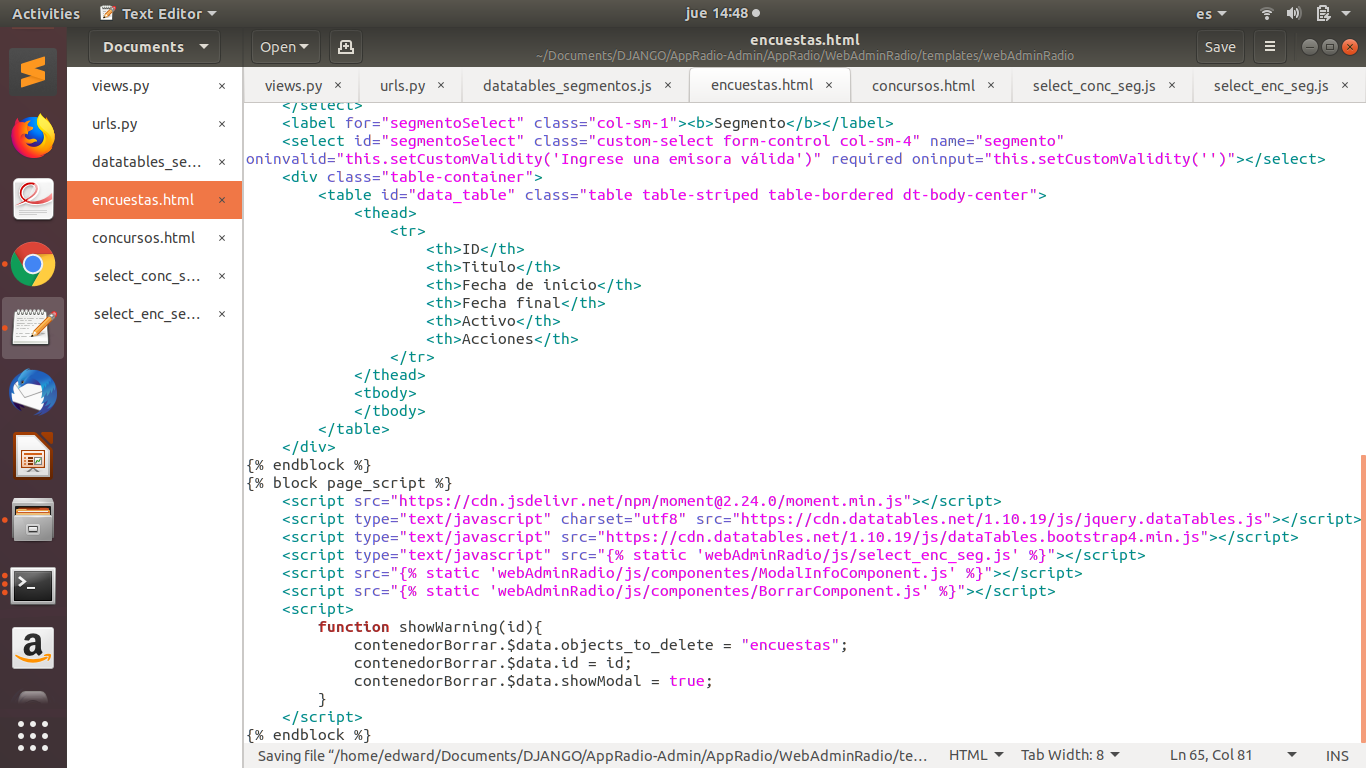 Activities Text Editor jue 14:48 es
Documents Open encuestas.html Save
~/Documents/DJANGO/AppRadio-Admin/AppRadio/WebAdminRadio/templates/webAdminRadio
views.py ×
urls.py ×
datatables_se... ×
encuestas.html ×
concursos.html ×
select_conc_s... ×
select_enc_se... ×
views.py × urls.py × datatables_segmentos.js × encuestas.html × concursos.html × select_conc_seg.js × select_enc_seg.js ×
</select>
<label for="segmentoSelect" class="col-sm-1"><b>Segmento</b></label>
<select id="segmentoSelect" class="custom-select form-control col-sm-4" name="segmento"
oninvalid="this.setCustomValidity('Ingrese una emisora válida')" required oninput="this.setCustomValidity('')"></select>
<div class="table-container">
<table id="data_table" class="table table-striped table-bordered dt-body-center">
<thead>
<tr>
<th>ID</th>
<th>Titulo</th>
<th>Fecha de inicio</th>
<th>Fecha final</th>
<th>Activo</th>
<th>Acciones</th>
</tr>
</thead>
<tbody>
</tbody>
</table>
</div>
{% endblock %}
{% block page_script %}
<script src="https://cdn.jsdelivr.net/npm/moment@2.24.0/moment.min.js"></script>
<script type="text/javascript" charset="utf8" src="https://cdn.datatables.net/1.10.19/js/jquery.dataTables.js"></script>
<script type="text/javascript" src="https://cdn.datatables.net/1.10.19/js/dataTables.bootstrap4.min.js"></script>
<script type="text/javascript" src="{% static 'webAdminRadio/js/select_enc_seg.js' %}"></script>
<script src="{% static 'webAdminRadio/js/componentes/ModalInfoComponent.js' %}"></script>
<script src="{% static 'webAdminRadio/js/componentes/BorrarComponent.js' %}"></script>
<script>
function showWarning(id){
contenedorBorrar.$data.objects_to_delete = "encuestas";
contenedorBorrar.$data.id = id;
contenedorBorrar.$data.showModal = true;
}
</script>
{% endblock %}
Saving file “/home/edward/Documents/DJANGO/AppRadio-Admin/AppRadio/WebAdminRadio/te... HTML Tab Width: 8 Ln 65, Col 81 INS